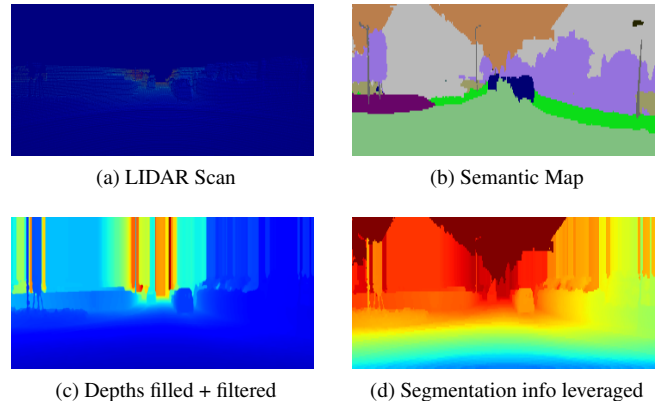 (a) LIDAR Scan
(b) Semantic Map
(c) Depths filled + filtered
(d) Segmentation info leveraged